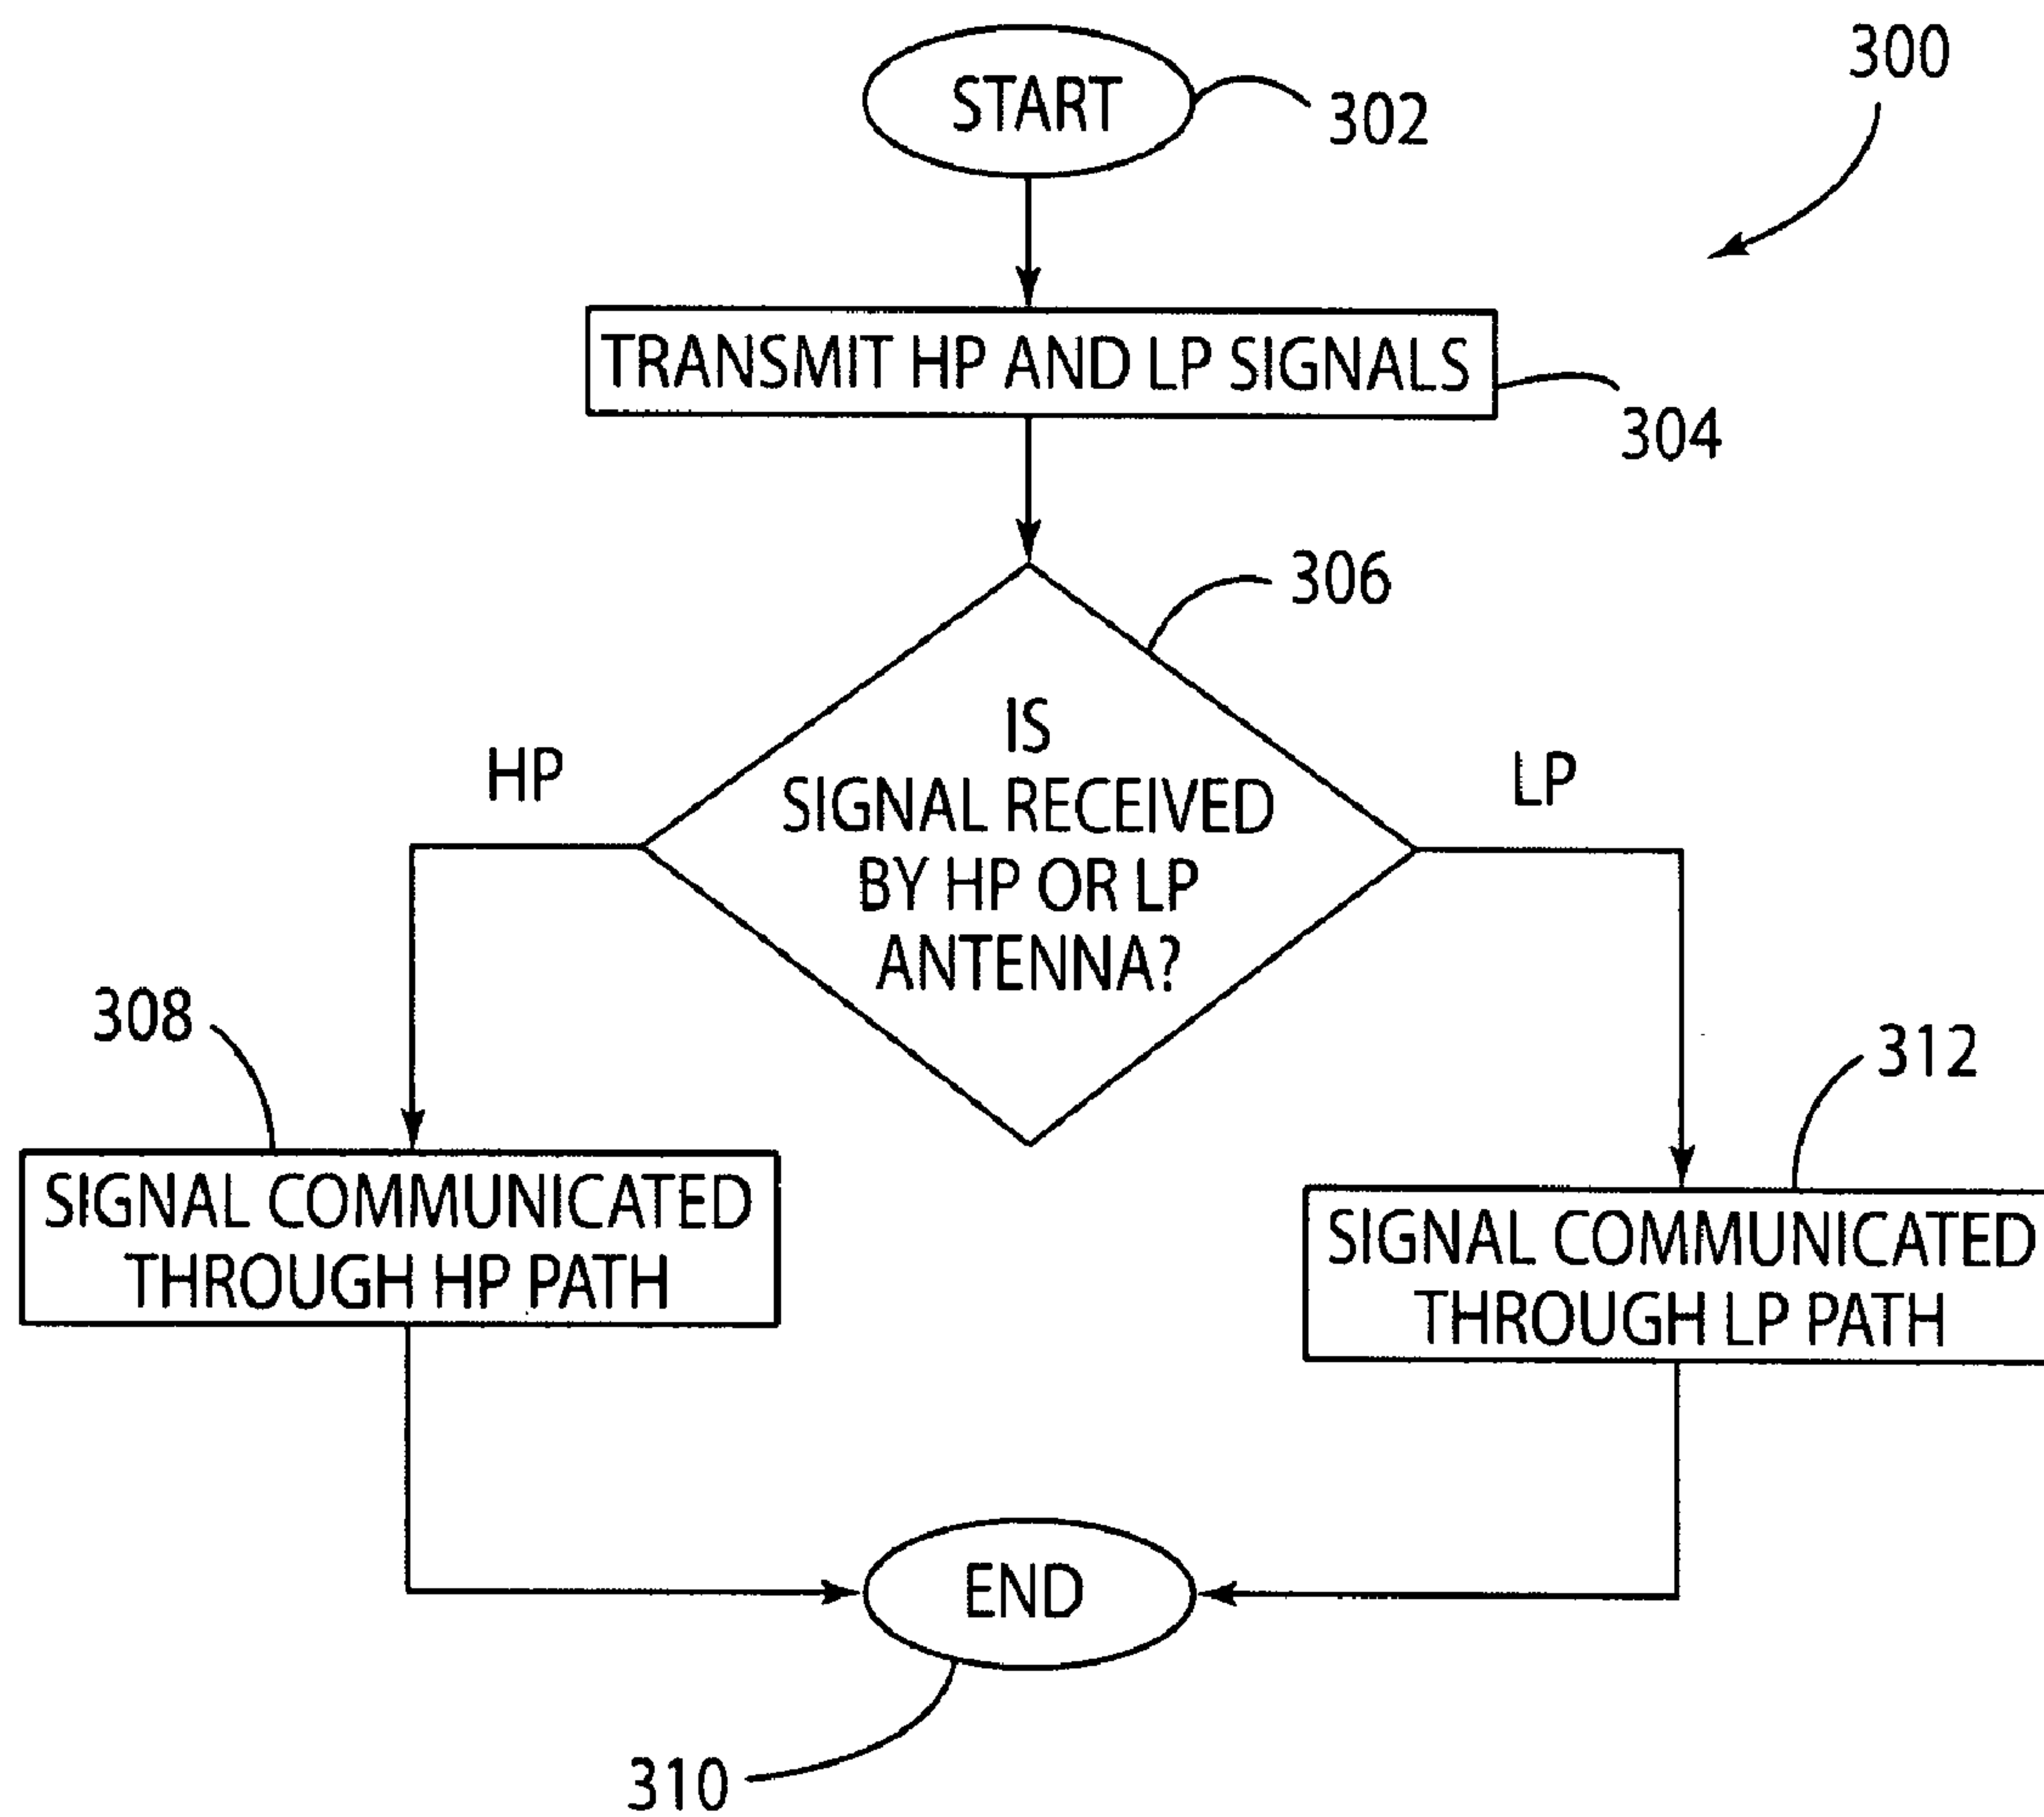 300
START
302
TRANSMIT HP AND LP SIGNALS
304
306
IS
SIGNAL RECEIVED
BY HP OR LP
ANTENNA?
HP
LP
308
SIGNAL COMMUNICATED
THROUGH HP PATH
312
SIGNAL COMMUNICATED
THROUGH LP PATH
END
310